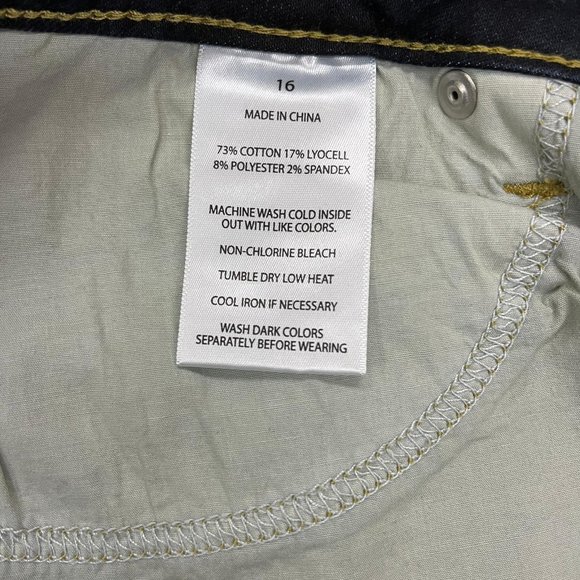 16
MADE IN CHINA
73% COTTON 17% LYOCELL
8% POLYESTER 2% SPANDEX
MACHINE WASH COLD INSIDE
OUT WITH LIKE COLORS.
NON-CHLORINE BLEACH
TUMBLE DRY LOW HEAT
COOL IRON IF NECESSARY
WASH DARK COLORS
SEPARATELY BEFORE WEARING